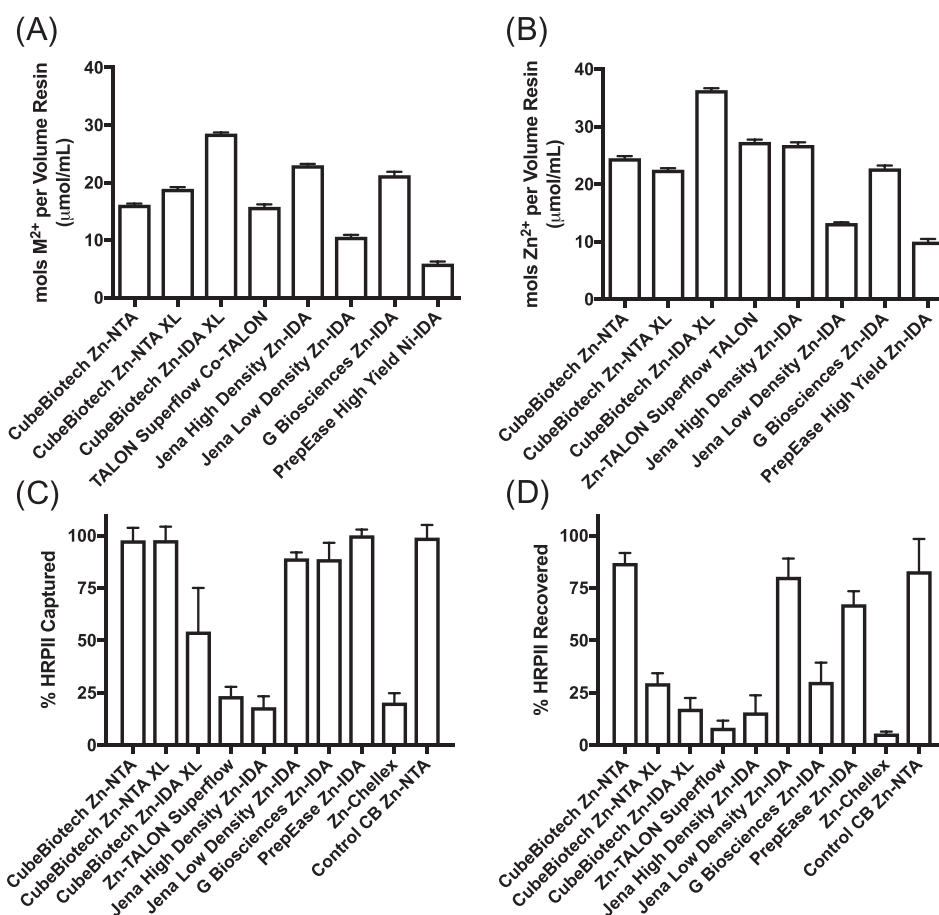 (A)
mols M2+ per Volume Resin
(μmol/mL)
40
30
20
10
0
CubeBiotech Zn-NTA
CubeBiotech Zn-NTA XL
CubeBiotech Zn-IDA XL
TALON Superflow Co-TALON
Jena High Density Zn-IDA
Jena Low Density Zn-IDA
G Biosciences Zn-IDA
PrepEase High Yield Ni-IDA
(B)
mols Zn2+ per Volume Resin
(μmol/mL)
40
30
20
10
0
CubeBiotech Zn-NTA
CubeBiotech Zn-NTA XL
CubeBiotech Zn-IDA XL
Zn-TALON Superflow TALON
Jena High Density Zn-IDA
Jena Low Density Zn-IDA
G Biosciences Zn-IDA
PrepEase High Yield Zn-IDA
(C)
% HRPII Captured
100
75
50
25
0
CubeBiotech Zn-NTA
CubeBiotech Zn-NTA XL
CubeBiotech Zn-IDA XL
Zn-TALON Superflow
Jena High Density Zn-IDA
Jena Low Density Zn-IDA
G Biosciences Zn-IDA
PrepEase Zn-IDA
Zn-Chellex
Control CB Zn-NTA
(D)
% HRPII Recovered
100
75
50
25
0
CubeBiotech Zn-NTA
CubeBiotech Zn-NTA XL
CubeBiotech Zn-IDA XL
Zn-TALON Superflow
Jena High Density Zn-IDA
Jena Low Density Zn-IDA
G Biosciences Zn-IDA
PrepEase Zn-IDA
Zn-Chellex
Control CB Zn-NTA